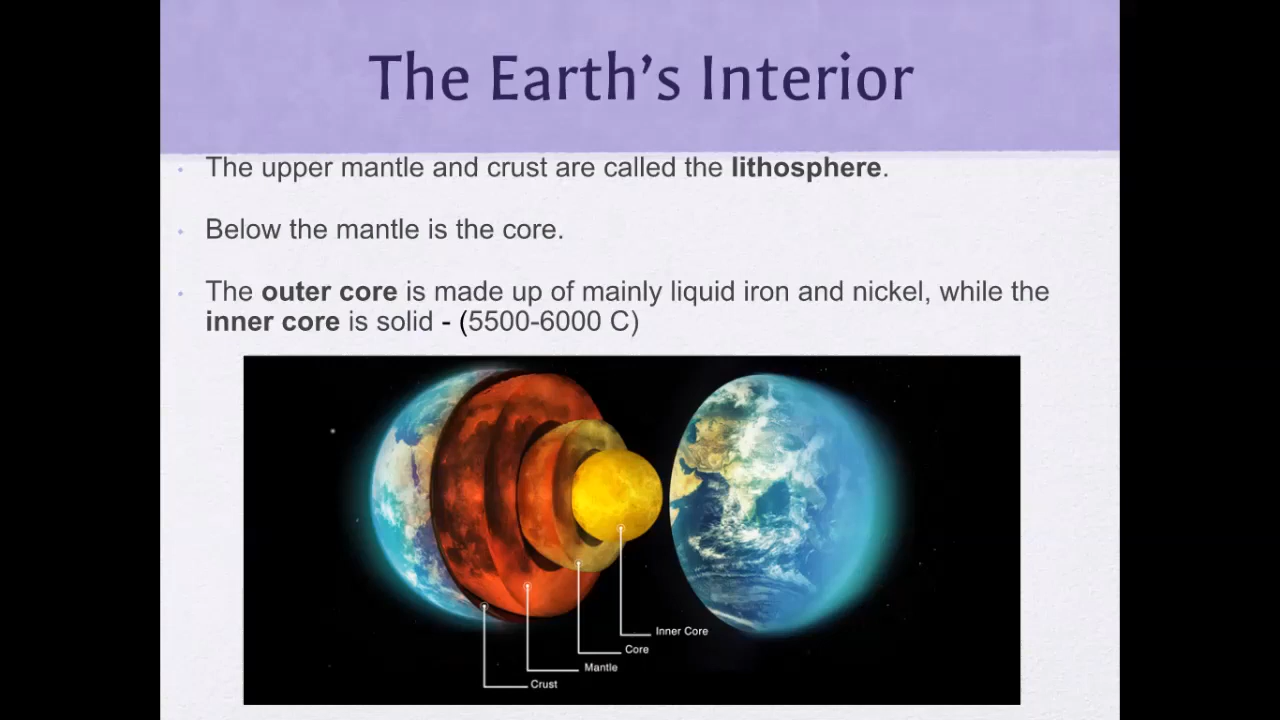 The Earth’s Interior
The upper mantle and crust are called the lithosphere.
Below the mantle is the core.
The outer core is made up of mainly liquid iron and nickel, while the
inner core is solid - (5500-6000 C)
Inner Core
Core
Mantle
Crust